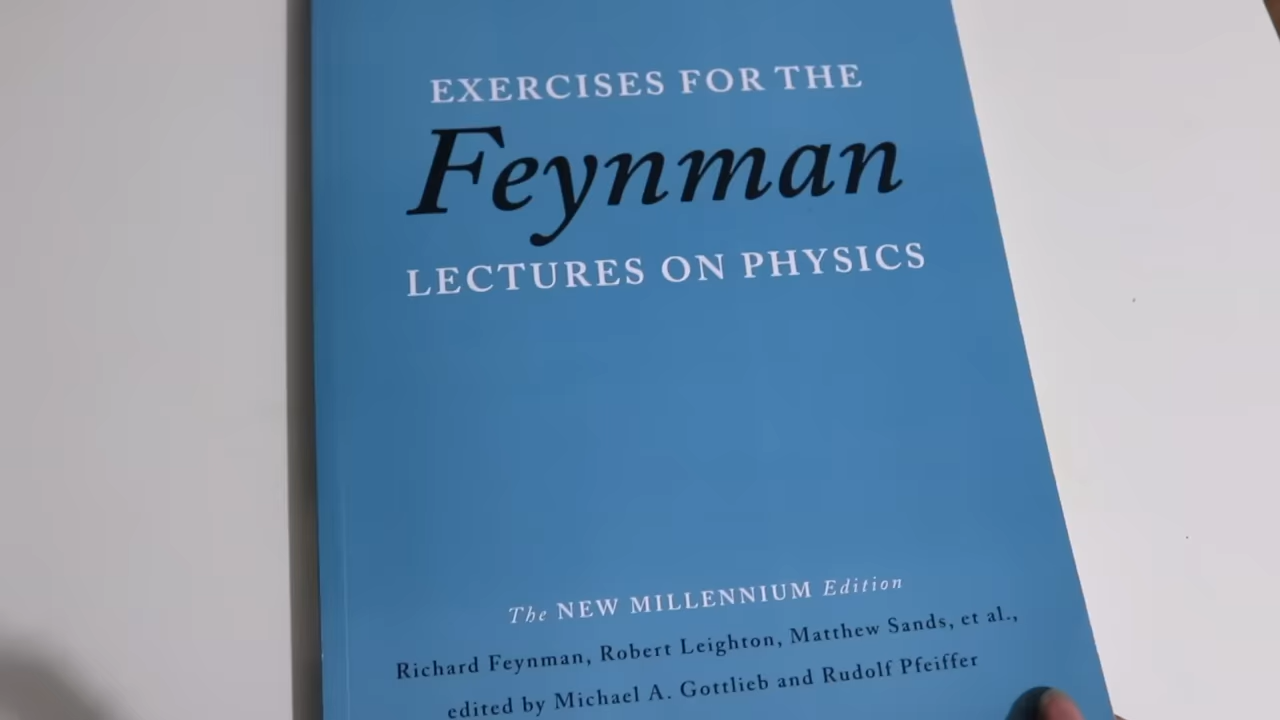 EXERCISES FOR THE
Feynman
LECTURES ON PHYSICS
The NEW MILLENNIUM Edition
Richard Feynman, Robert Leighton, Matthew Sands, et al.,
edited by Michael A. Gottlieb and Rudolf Pfeiffer